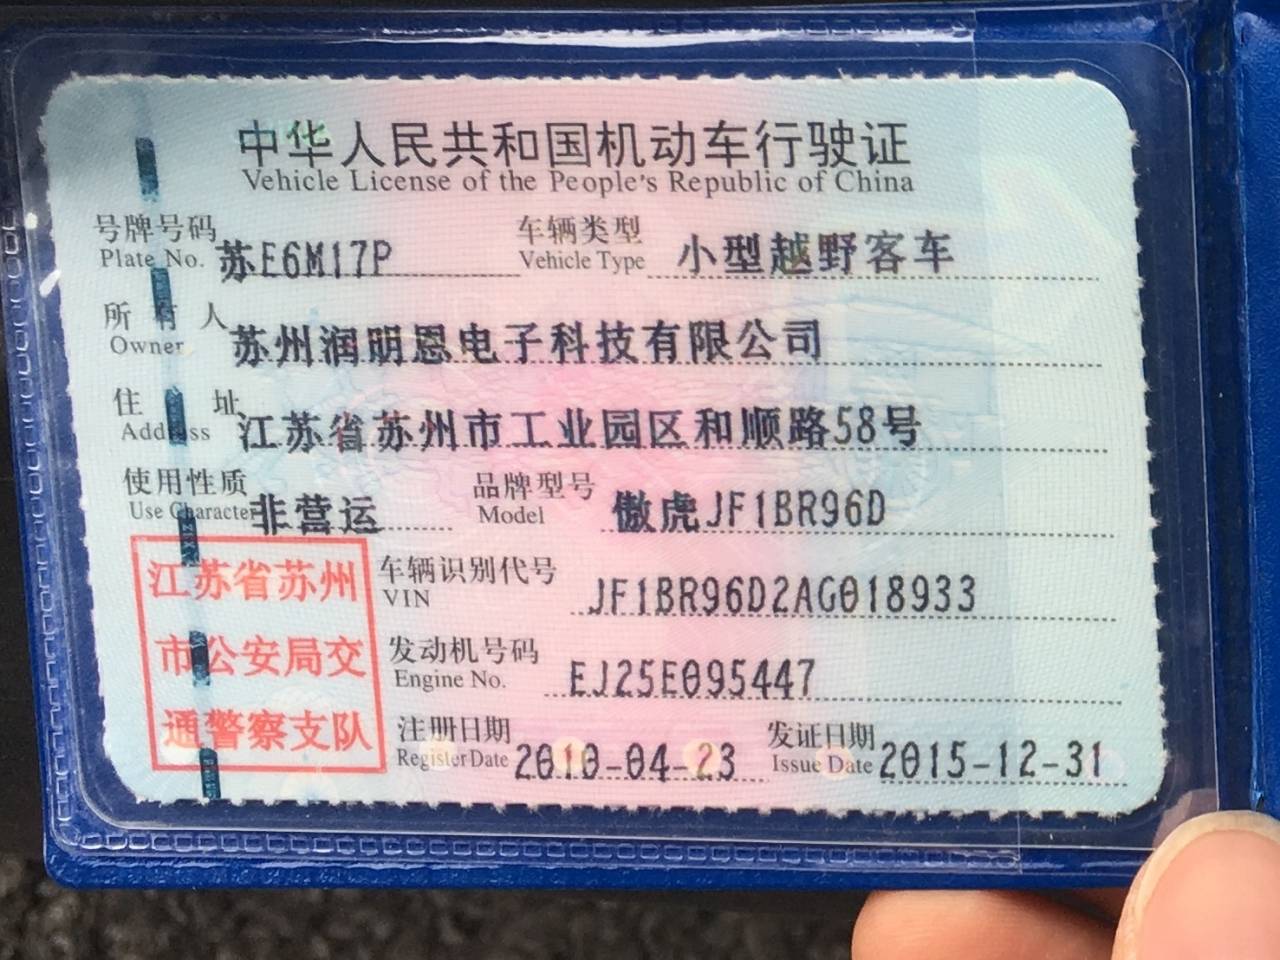 中华人民共和国机动车行驶证
Vehicle License of the People's Republic of China
号牌号码 苏E6M17P 车辆类型 小型越野客车
Plate No. Vehicle Type
所有人 苏州润明恩电子科技有限公司
Owner
住址 江苏省苏州市工业园区和顺路58号
Address
使用性质 非营运 品牌型号 傲虎JF1BR96D
Use Character Model
车辆识别代号 JF1BR96D2AG018933
VIN
发动机号码 EJ25E095447
Engine No.
注册日期 2010-04-23 发证日期 2015-12-31
Register Date Issue Date
江苏省苏州
市公安局交
通警察支队